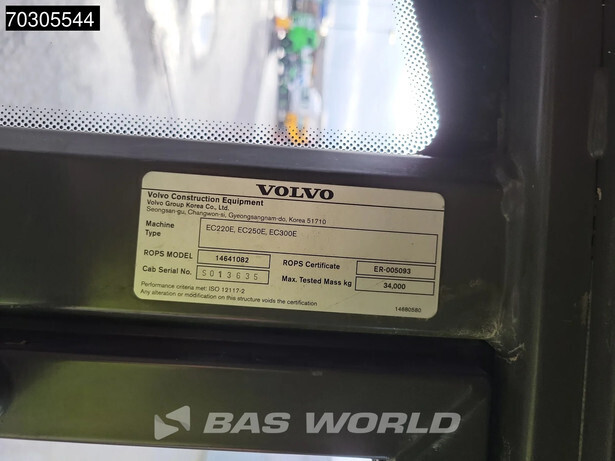 70305544
VOLVO
Volvo Construction Equipment
Volvo Group Korea Co., Ltd.
Seongsan-gu, Changwon-si, Gyeongsangnam-do, Korea 51710
Machine Type
EC220E, EC250E, EC300E
ROPS MODEL 14641082 ROPS Certificate ER-005093
Cab Serial No. S013635 Max. Tested Mass kg 34,000
Performance criteria met: ISO 12117-2
Any alteration or modification on this structure voids the certification
14880580
BAS WORLD